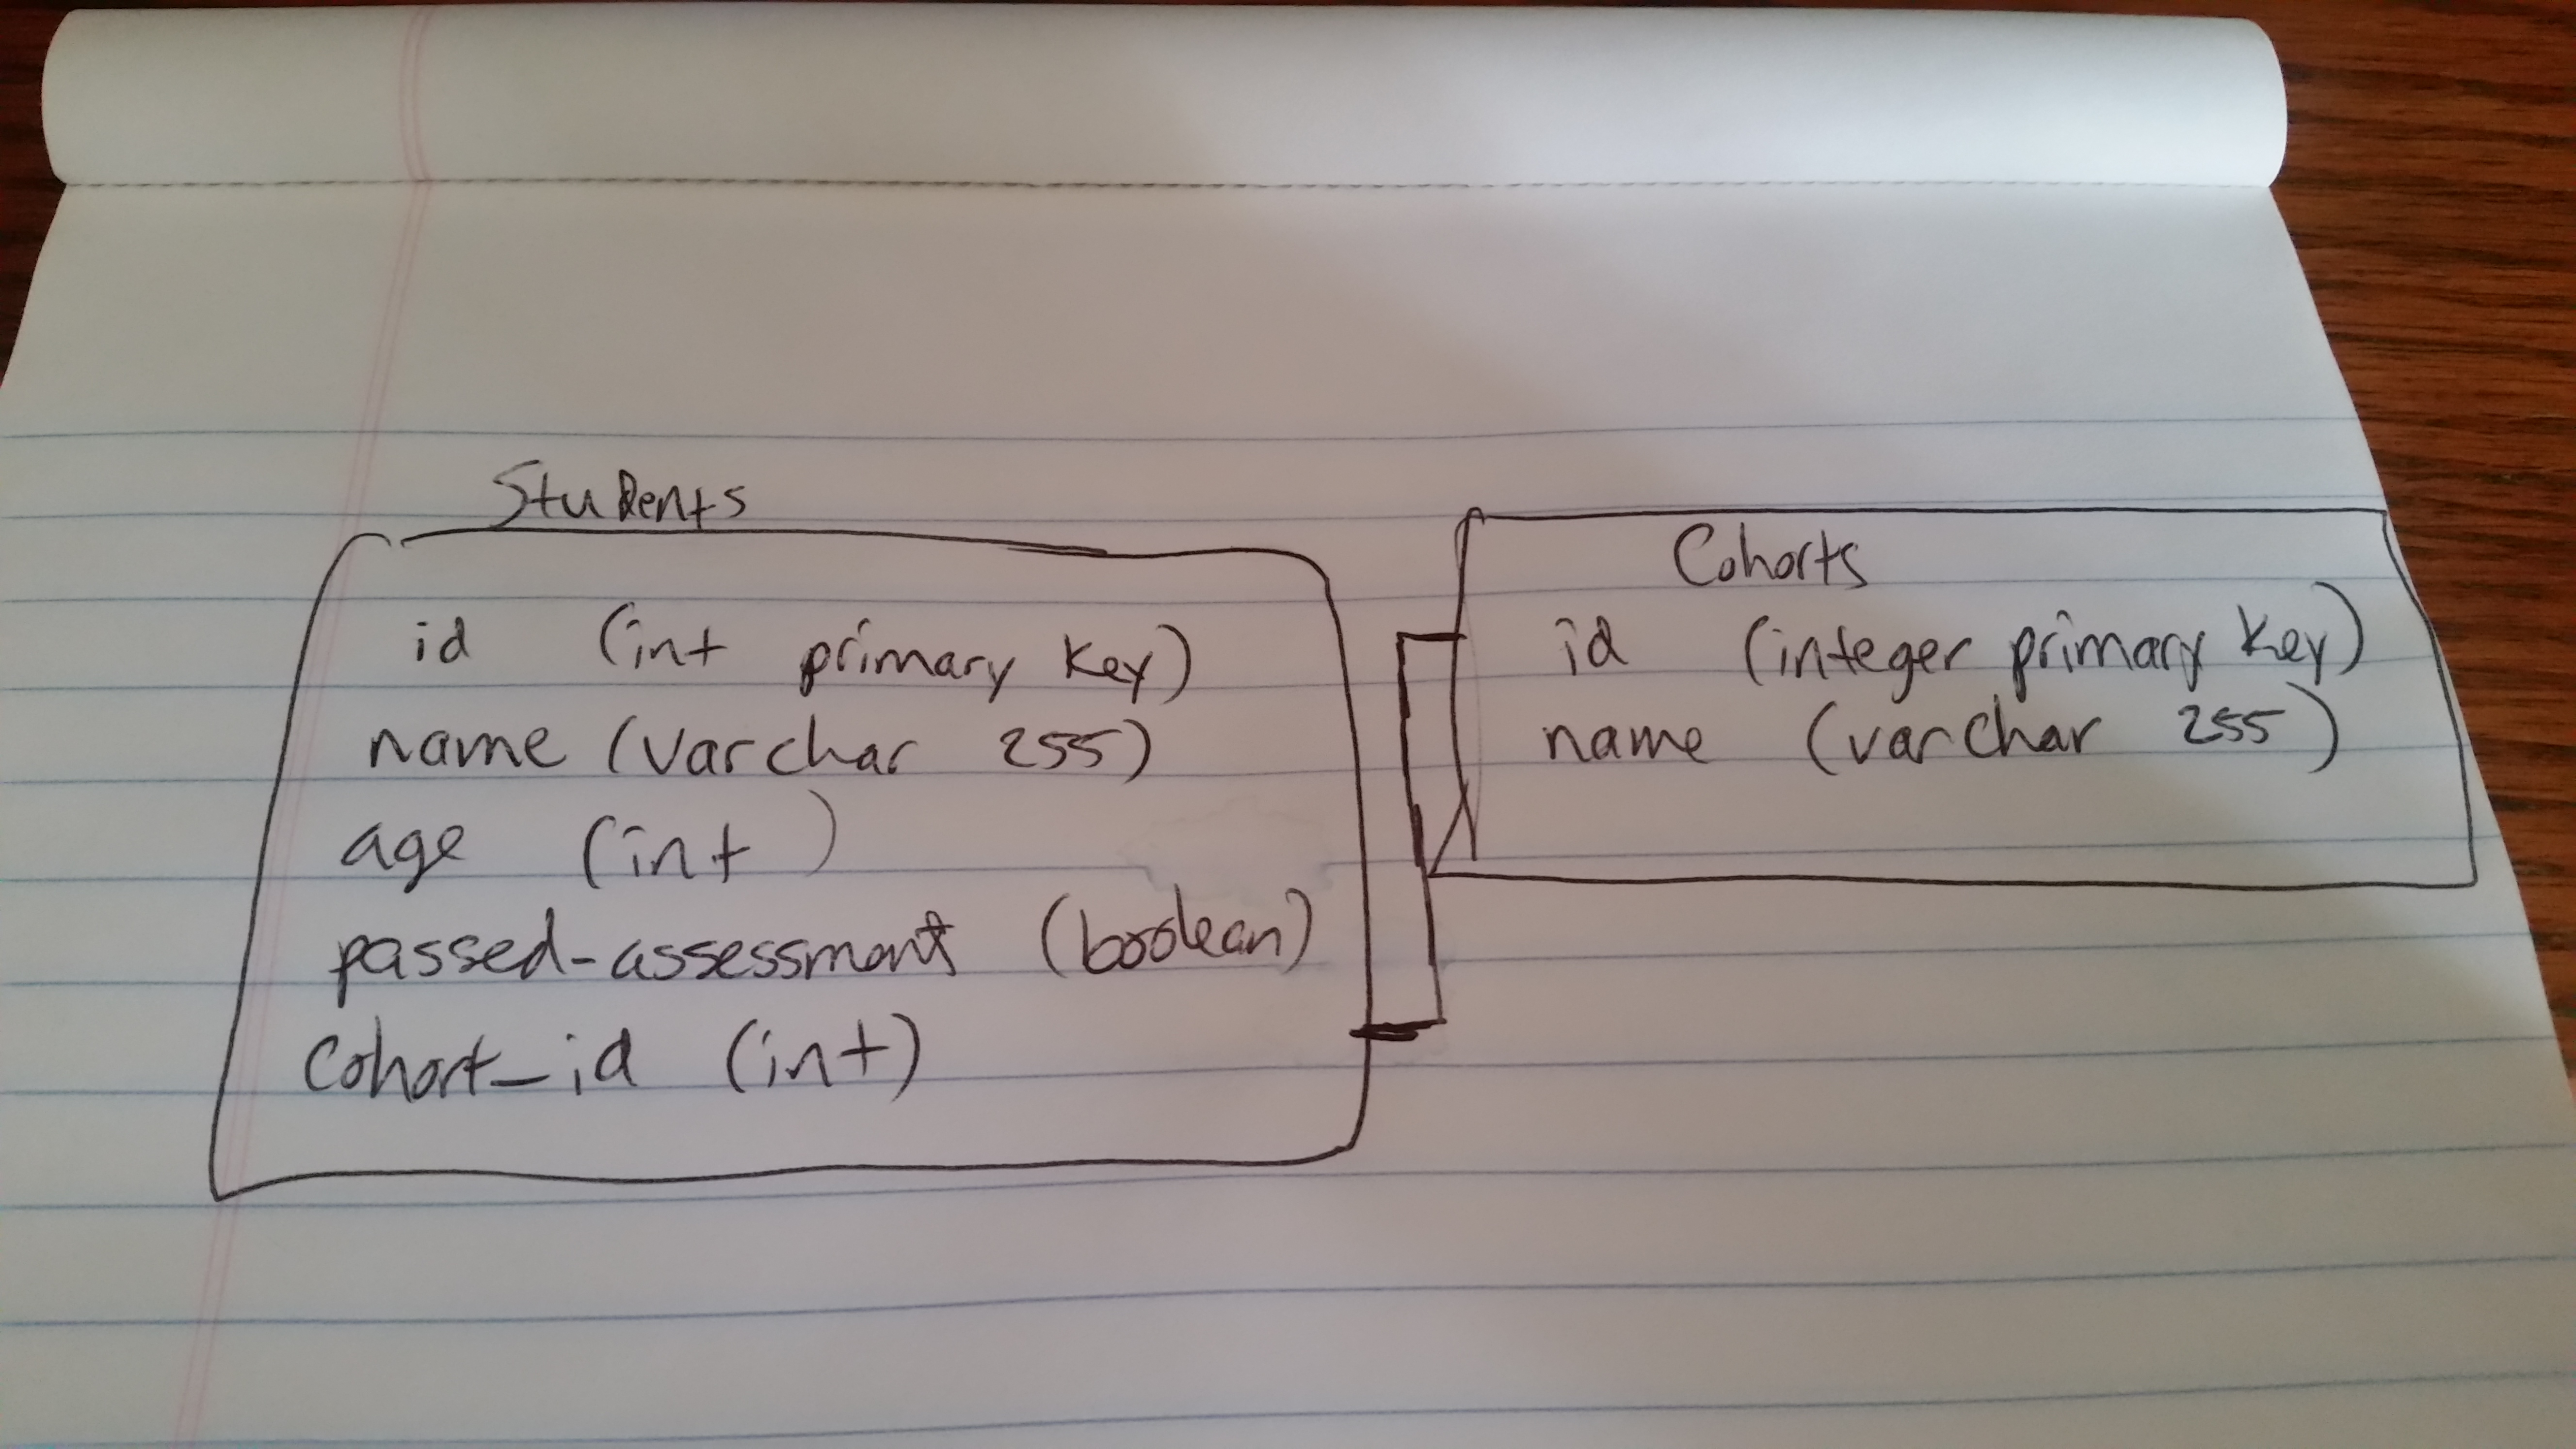 Students
id (int primary key)
name (varchar 255)
age (int)
passed-assessment (boolean)
cohort_id (int)
Cohorts
id (integer primary key)
name (varchar 255)